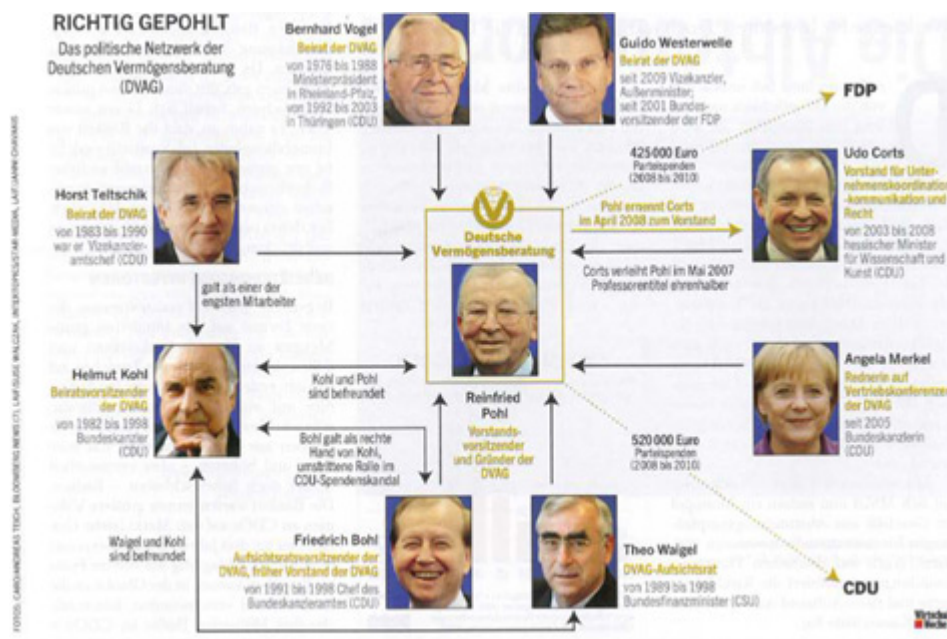 RICHTIG GEPOHLT
Das politische Netzwerk der
Deutschen Vermögensberatung
(DVAG)
Bernhard Vogel
Beirat der DVAG
von 1976 bis 1988
Ministerpräsident
in Rheinland-Pfalz,
von 1992 bis 2003
in Thüringen (CDU)
Guido Westerwelle
Beirat der DVAG
seit 2009 Vizekanzler,
Außenminister;
seit 2001 Bundes-
vorsitzender der FDP
FDP
425 000 Euro
Parteispenden
(2008 bis 2010)
Horst Teltschik
Beirat der DVAG
von 1983 bis 1990
war er Vizekanzler-
amtschef (CDU)
Deutsche
Vermögensberatung
Pohl ernennt Corts
im April 2008 zum Vorstand
Corts verleiht Pohl im Mai 2007
Professorentitel ehrenhalber
Udo Corts
Vorstand für Unter-
nehmenskoordination
-kommunikation und
Recht
von 2003 bis 2008
hessischer Minister
für Wissenschaft und
Kunst (CDU)
galt als einer der
engsten Mitarbeiter
Helmut Kohl
Beiratsvorsitzender
der DVAG
von 1982 bis 1998
Bundeskanzler
(CDU)
Kohl und Pohl
sind befreundet
Reinfried
Pohl
Vorstands-
vorsitzender
und Gründer der
DVAG
Angela Merkel
Rednerin auf
Vertriebskonferenz
der DVAG
seit 2005
Bundeskanzlerin
(CDU)
Bohl galt als rechte
Hand von Kohl,
umstrittene Rolle im
CDU-Spendenskandal
520 000 Euro
Parteispenden
(2008 bis 2010)
Waigel und Kohl
sind befreundet
Friedrich Bohl
Aufsichtsratsvorsitzender der
DVAG, früher Vorstand der DVAG
von 1991 bis 1998 Chef des
Bundeskanzleramtes (CDU)
Theo Waigel
DVAG-Aufsichtsrat
von 1989 bis 1998
Bundesfinanzminister (CSU)
CDU